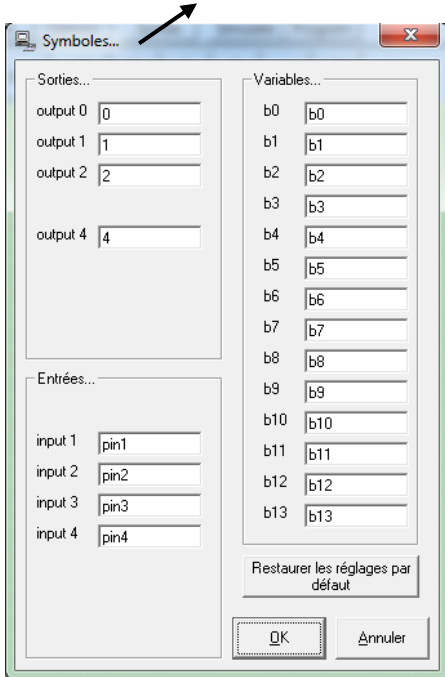 Symboles...
Sorties...
output 0 0
output 1 1
output 2 2
output 4 4
Entrées...
input 1 pin1
input 2 pin2
input 3 pin3
input 4 pin4
Variables...
b0 b0
b1 b1
b2 b2
b3 b3
b4 b4
b5 b5
b6 b6
b7 b7
b8 b8
b9 b9
b10 b10
b11 b11
b12 b12
b13 b13
Restaurer les réglages par
défaut
OK Annuler